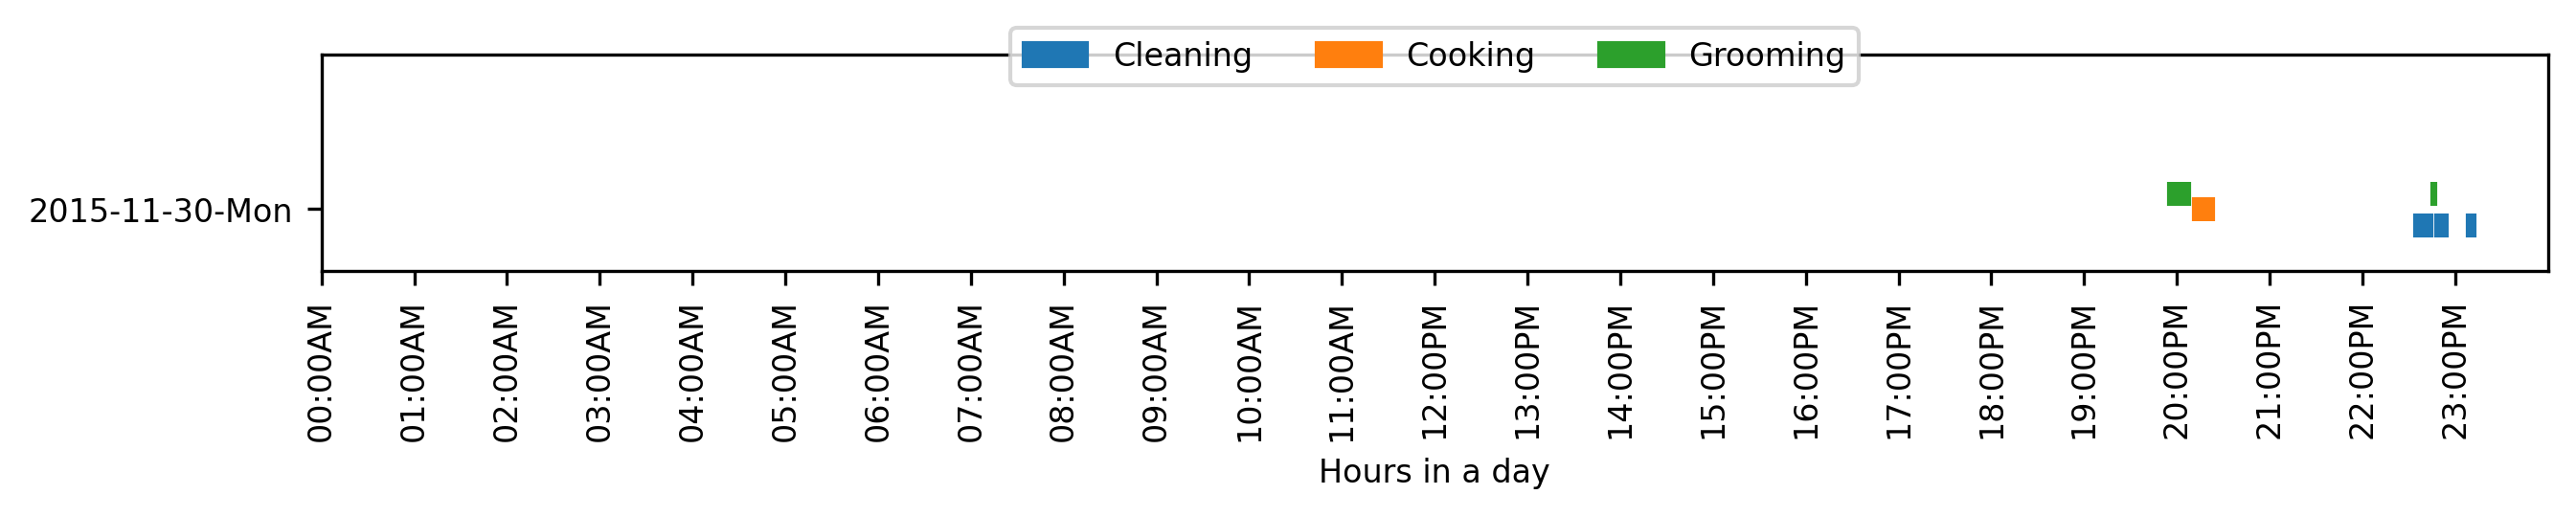 Cleaning Cooking Grooming
2015-11-30-Mon
00:00AM 01:00AM 02:00AM 03:00AM 04:00AM 05:00AM 06:00AM 07:00AM 08:00AM 09:00AM 10:00AM 11:00AM 12:00PM 13:00PM 14:00PM 15:00PM 16:00PM 17:00PM 18:00PM 19:00PM 20:00PM 21:00PM 22:00PM 23:00PM
Hours in a day